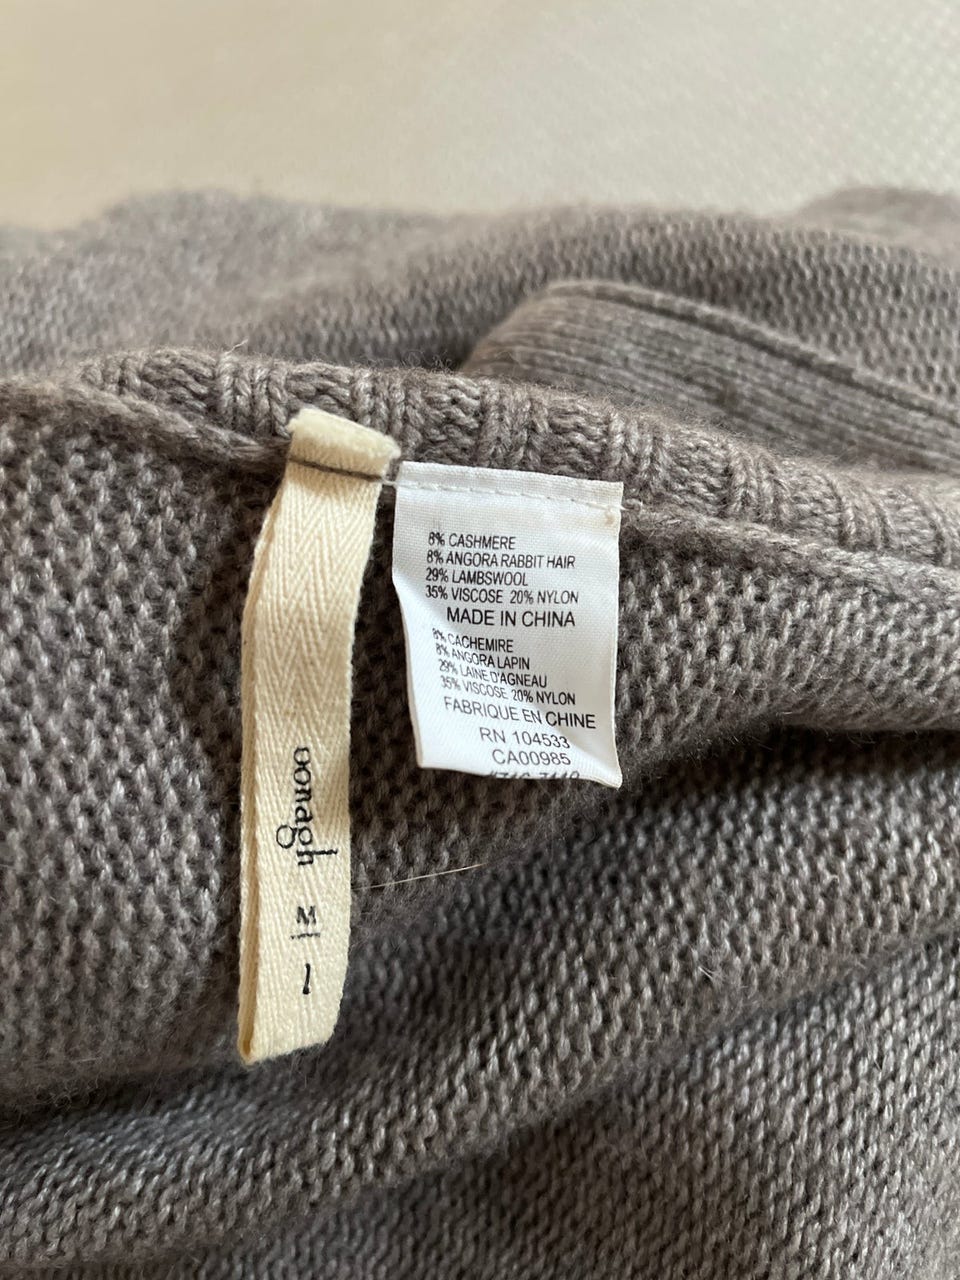 8% CASHMERE
8% ANGORA RABBIT HAIR
29% LAMBSWOOL
35% VISCOSE 20% NYLON
MADE IN CHINA
8% CACHEMIRE
8% ANGORA LAPIN
29% LAINE D'AGNEAU
35% VISCOSE 20% NYLON
FABRIQUE EN CHINE
RN 104533
CA00985
oonagh
M